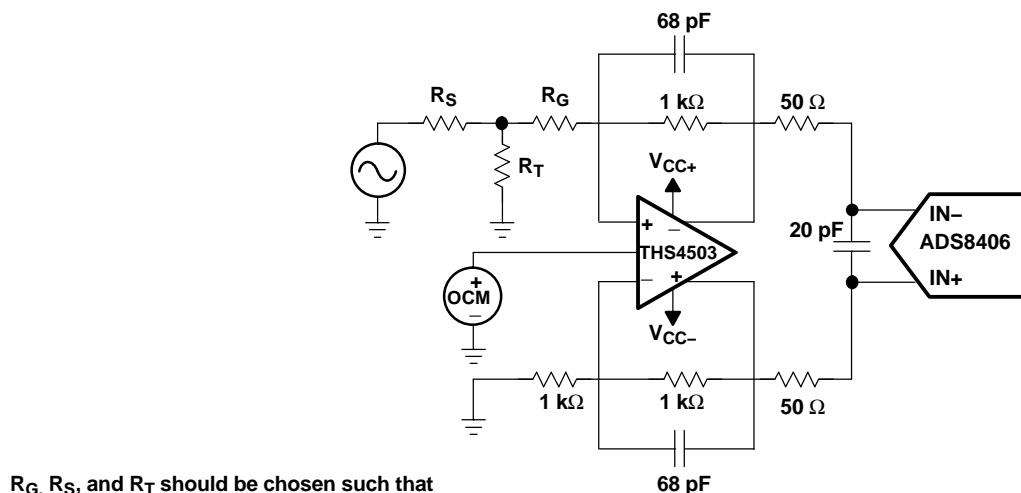 68 pF
R_S
R_G
1 kΩ
50 Ω
R_T
V_CC+
+
−
IN−
20 pF
ADS8406
THS4503
IN+
+
OCM
−
−
+
V_CC−
1 kΩ
1 kΩ
50 Ω
68 pF
R_G, R_S, and R_T should be chosen such that